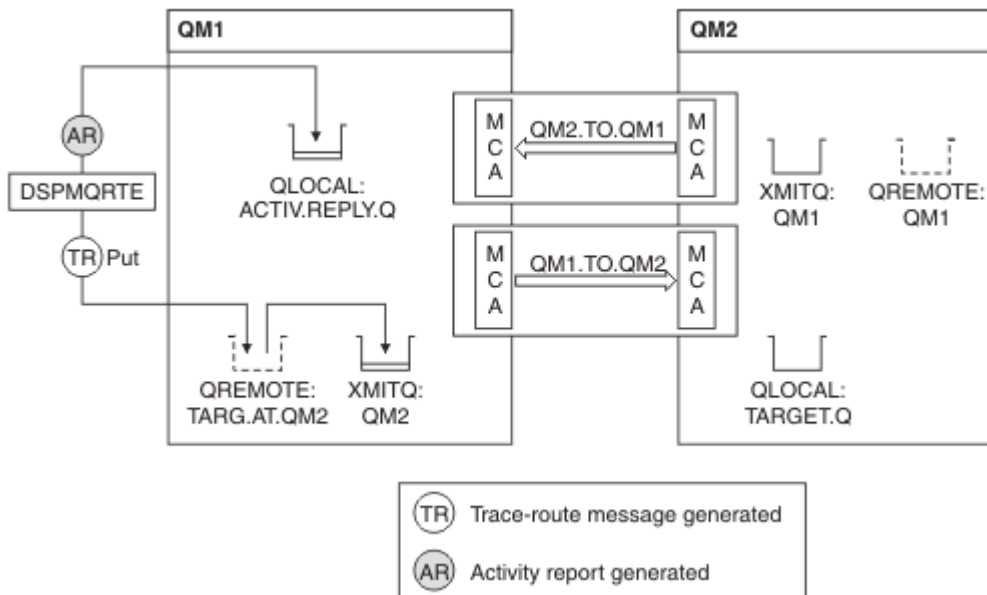 QM1
QM2
AR
DSPMQRTE
TR Put
QLOCAL:
ACTIV.REPLY.Q
M
C
A
QM2.TO.QM1
M
C
A
XMITQ:
QM1
QREMOTE:
QM1
M
C
A
QM1.TO.QM2
M
C
A
QREMOTE:
TARG.AT.QM2
XMITQ:
QM2
QLOCAL:
TARGET.Q
TR Trace-route message generated
AR Activity report generated